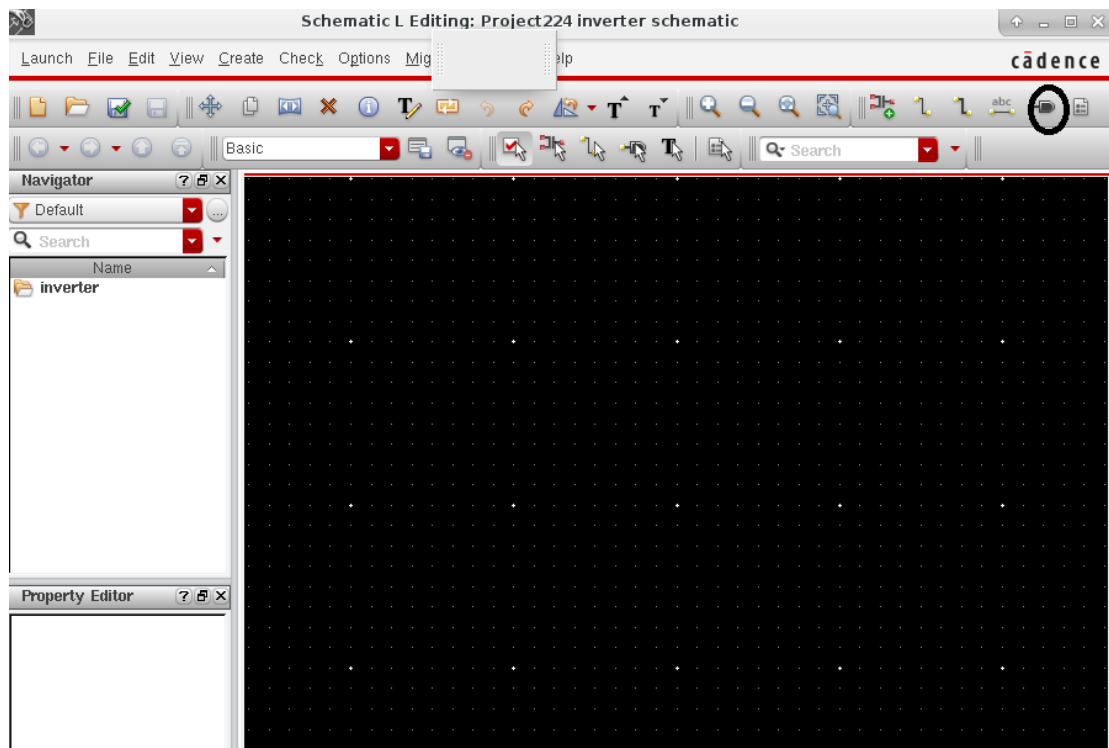 Schematic L Editing: Project224 inverter schematic
Launch File Edit View Create Check Options Mig
cādence
T T T
abc
Basic
T
Search
Navigator
Default
Search
Name
inverter
Property Editor